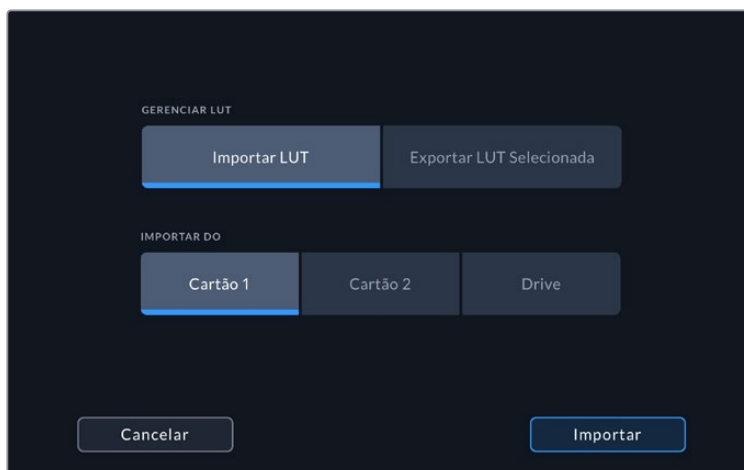 GERENCIAR LUT
Importar LUT Exportar LUT Selecionada
IMPORTAR DO
Cartão 1 Cartão 2 Drive
Cancelar Importar